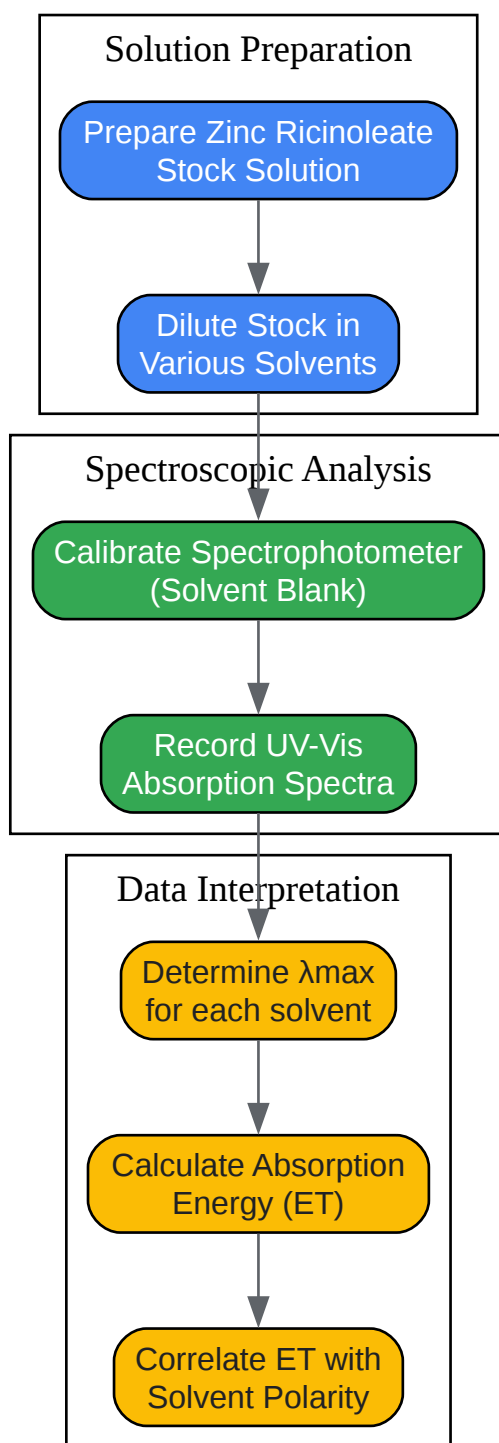 Solution Preparation
Prepare Zinc Ricinoleate
Stock Solution
Dilute Stock in
Various Solvents
Spectroscopic Analysis
Calibrate Spectrophotometer
(Solvent Blank)
Record UV-Vis
Absorption Spectra
Data Interpretation
Determine λmax
for each solvent
Calculate Absorption
Energy (ET)
Correlate ET with
Solvent Polarity